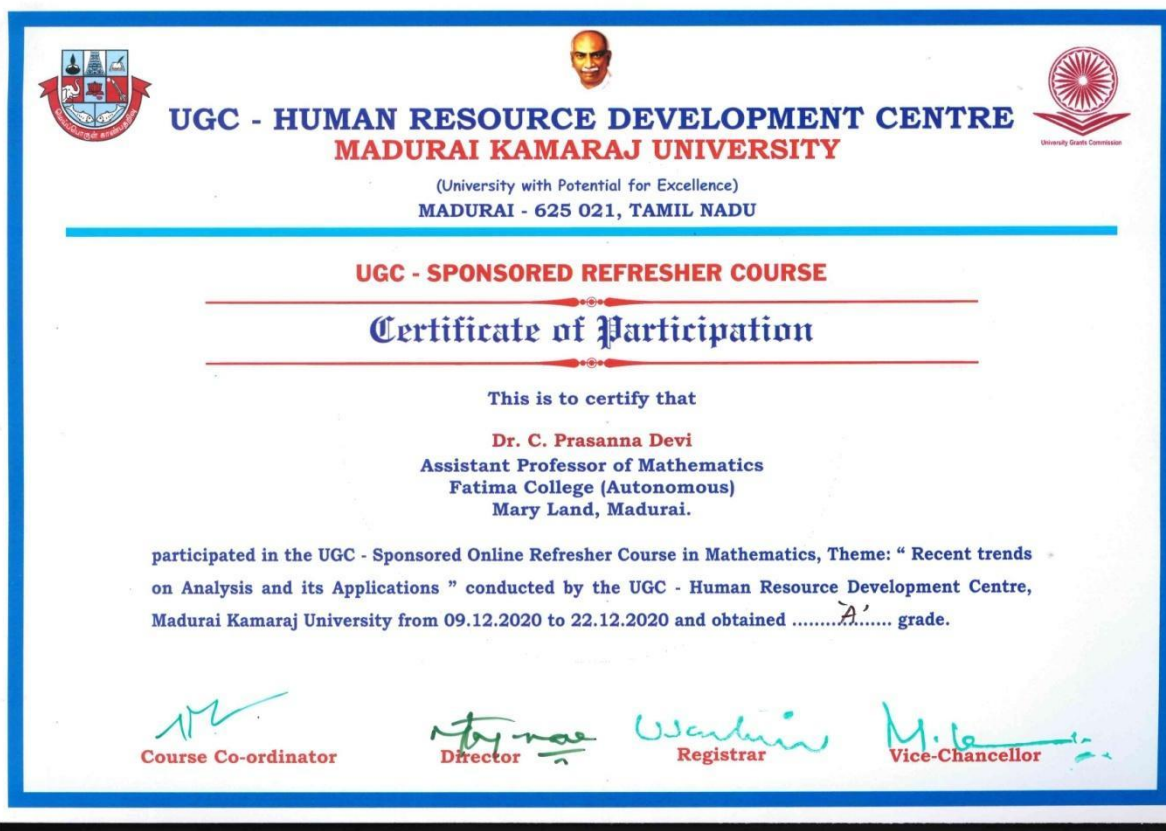 UGC - HUMAN RESOURCE DEVELOPMENT CENTRE
University Grants Commission
MADURAI KAMARAJ UNIVERSITY
(University with Potential for Excellence)
MADURAI - 625 021, TAMIL NADU
UGC - SPONSORED REFRESHER COURSE
Certificate of Participation
This is to certify that
Dr. C. Prasanna Devi
Assistant Professor of Mathematics
Fatima College (Autonomous)
Mary Land, Madurai.
participated in the UGC - Sponsored Online Refresher Course in Mathematics, Theme: “ Recent trends
on Analysis and its Applications ” conducted by the UGC - Human Resource Development Centre,
Madurai Kamaraj University from 09.12.2020 to 22.12.2020 and obtained .........'A'....... grade.
Course Co-ordinator
Director
Registrar
Vice-Chancellor